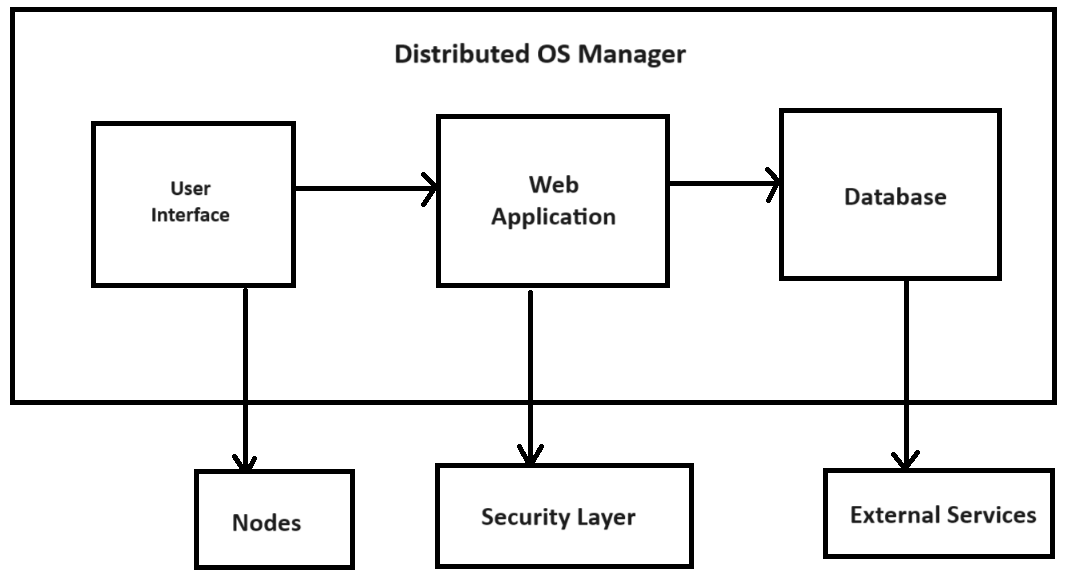 Distributed OS Manager
User
Interface
Web
Application
Database
Nodes
Security Layer
External Services